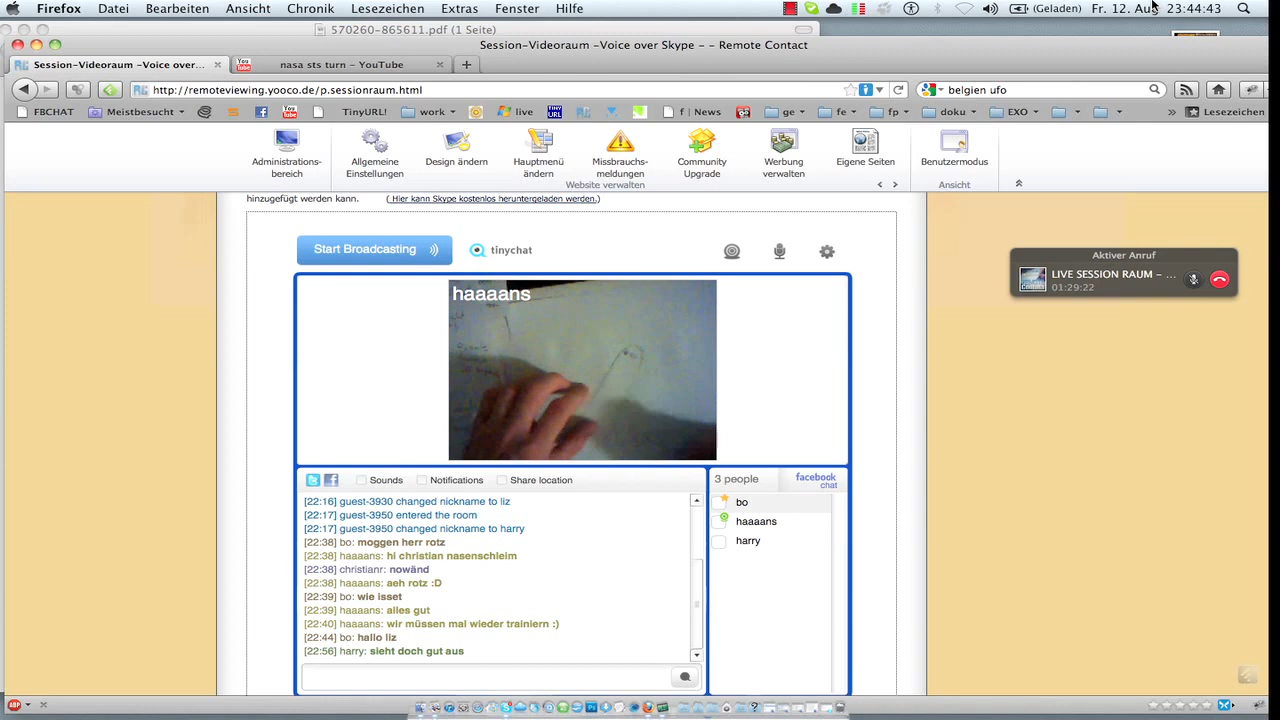 Firefox Datei Bearbeiten Ansicht Chronik Lesezeichen Extras Fenster Hilfe (Geladen) Fr. 12. Aug 23:44:43
570260-865611.pdf (1 Seite)
Session-Videoraum –Voice over Skype – – Remote Contact
Session-Videoraum –Voice over... nasa sts turn – YouTube
http://remoteviewing.yooco.de/p.sessionraum.html belgien ufo
FBCHAT Meistbesucht TinyURL! work live f | News ge fe fp doku EXO Lesezeichen
Administrations-
bereich
Allgemeine
Einstellungen
Design ändern
Hauptmenü
ändern
Missbrauchs-
meldungen
Community
Upgrade
Werbung
verwalten
Eigene Seiten
Benutzermodus
Website verwalten Ansicht
hinzugefügt werden kann. ( Hier kann Skype kostenlos heruntergeladen werden.)
Start Broadcasting tinychat
Aktiver Anruf
LIVE SESSION RAUM – ...
01:29:22
haaaans
Sounds Notifications Share location
3 people facebook
chat
[22:16] guest-3930 changed nickname to liz
[22:17] guest-3950 entered the room
[22:17] guest-3950 changed nickname to harry
[22:38] bo: moggen herr rotz
[22:38] haaaans: hi christian nasenschleim
[22:38] christianr: nowänd
[22:38] haaaans: aeh rotz :D
[22:39] bo: wie isset
[22:39] haaaans: alles gut
[22:40] haaaans: wir müssen mal wieder trainiern :)
[22:44] bo: hallo liz
[22:56] harry: sieht doch gut aus
bo
haaaans
harry
ABP